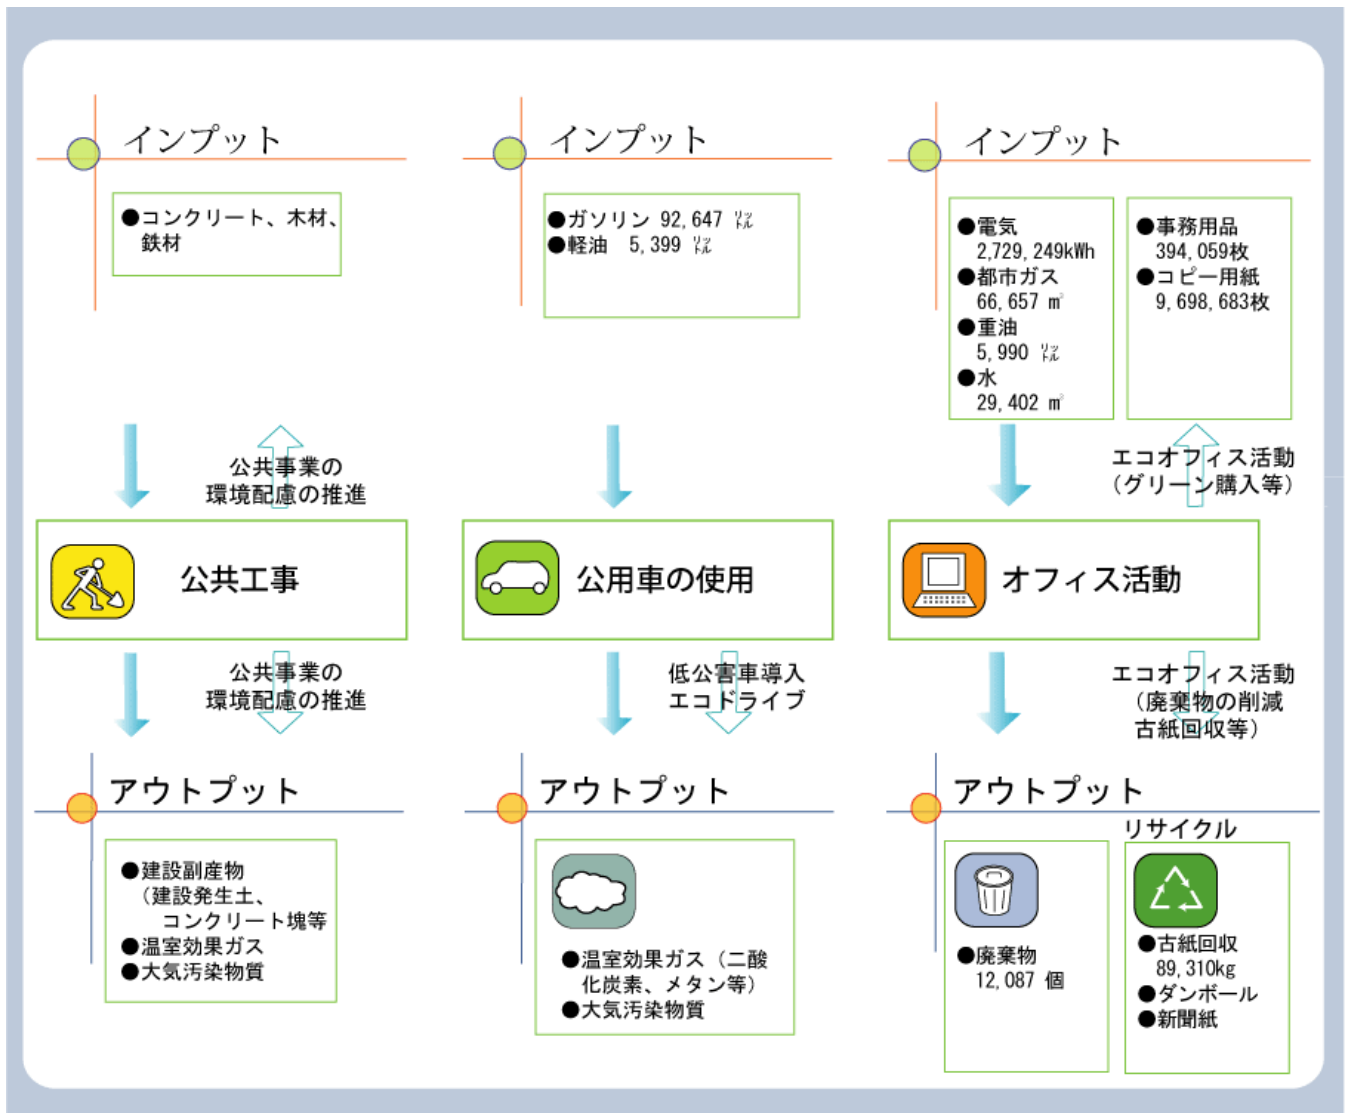 インプット
●コンクリート、木材、
鉄材
公共事業の
環境配慮の推進
公共工事
公共事業の
環境配慮の推進
アウトプット
●建設副産物
（建設発生土、
コンクリート塊等
●温室効果ガス
●大気汚染物質
インプット
●ガソリン 92,647 ㍑
●軽油 5,399 ㍑
公用車の使用
低公害車導入
エコドライブ
アウトプット
●温室効果ガス（二酸
化炭素、メタン等）
●大気汚染物質
インプット
●電気
2,729,249kWh
●都市ガス
66,657 ㎥
●重油
5,990 ㍑
●水
29,402 ㎥
●事務用品
394,059枚
●コピー用紙
9,698,683枚
エコオフィス活動
（グリーン購入等）
オフィス活動
エコオフィス活動
（廃棄物の削減
古紙回収等）
アウトプット
●廃棄物
12,087 個
リサイクル
●古紙回収
89,310kg
●ダンボール
●新聞紙